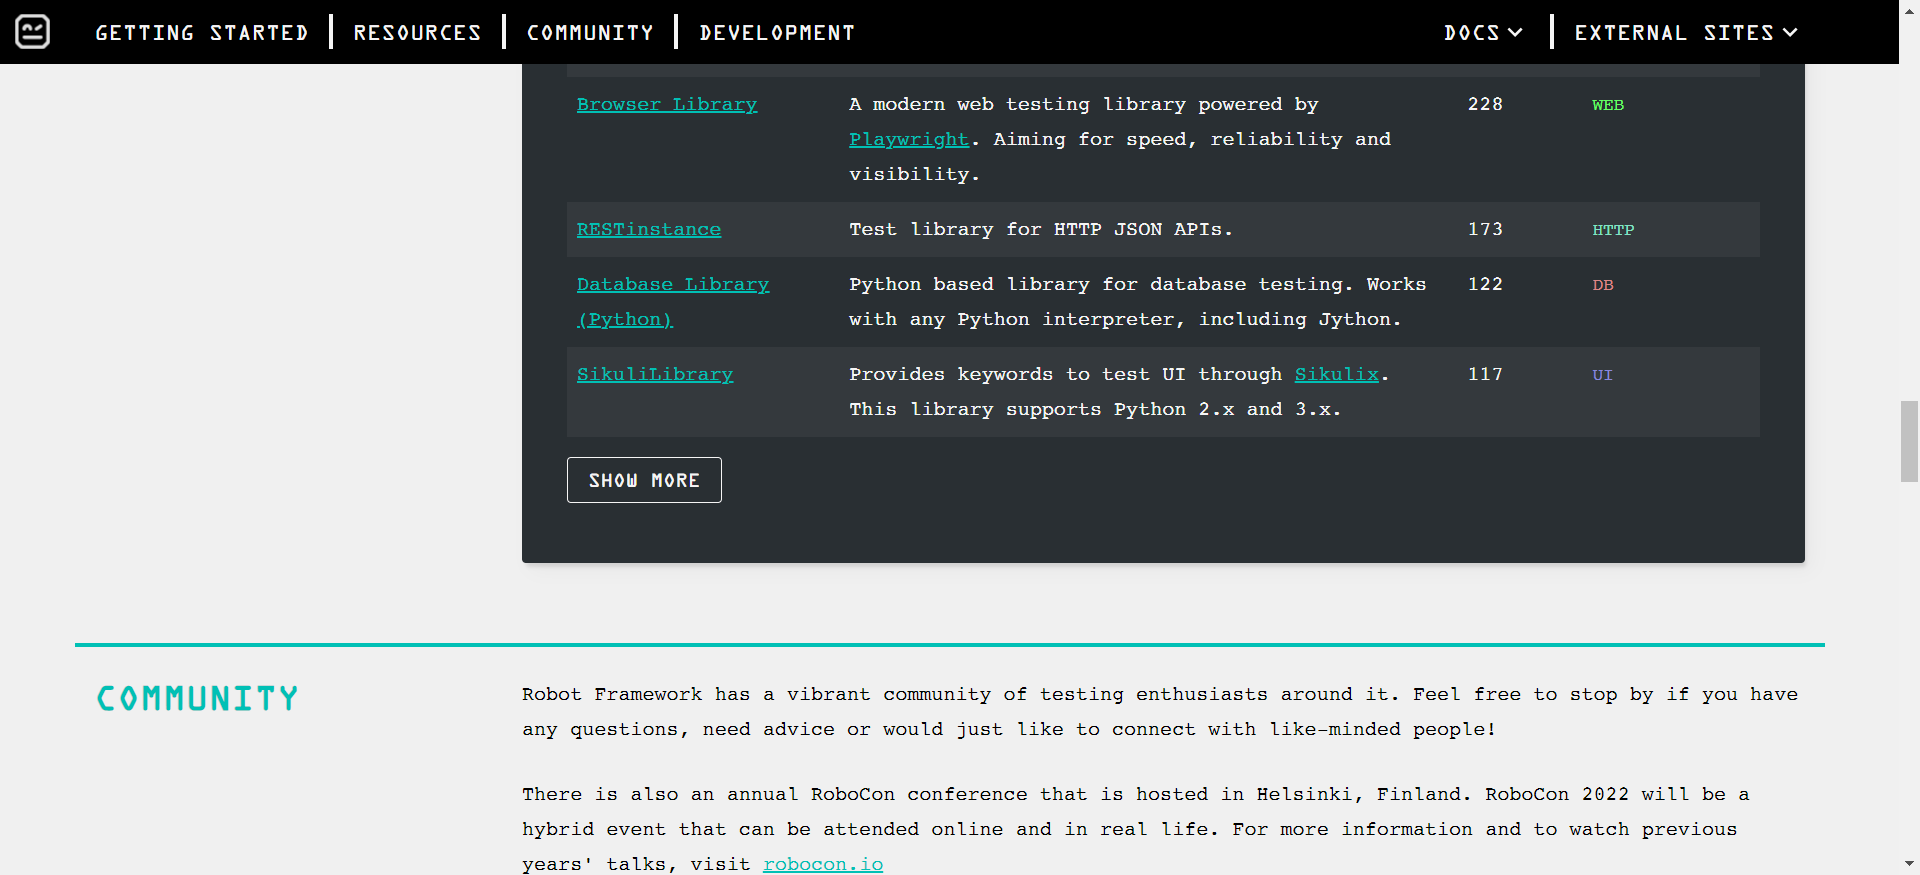 GETTING STARTED RESOURCES COMMUNITY DEVELOPMENT DOCS EXTERNAL SITES
Browser Library A modern web testing library powered by 228 WEB
Playwright. Aiming for speed, reliability and
visibility.
RESTinstance Test library for HTTP JSON APIs. 173 HTTP
Database Library Python based library for database testing. Works 122 DB
(Python) with any Python interpreter, including Jython.
SikuliLibrary Provides keywords to test UI through Sikulix. 117 UI
This library supports Python 2.x and 3.x.
SHOW MORE
COMMUNITY
Robot Framework has a vibrant community of testing enthusiasts around it. Feel free to stop by if you have
any questions, need advice or would just like to connect with like-minded people!
There is also an annual RoboCon conference that is hosted in Helsinki, Finland. RoboCon 2022 will be a
hybrid event that can be attended online and in real life. For more information and to watch previous
years' talks, visit robocon.io